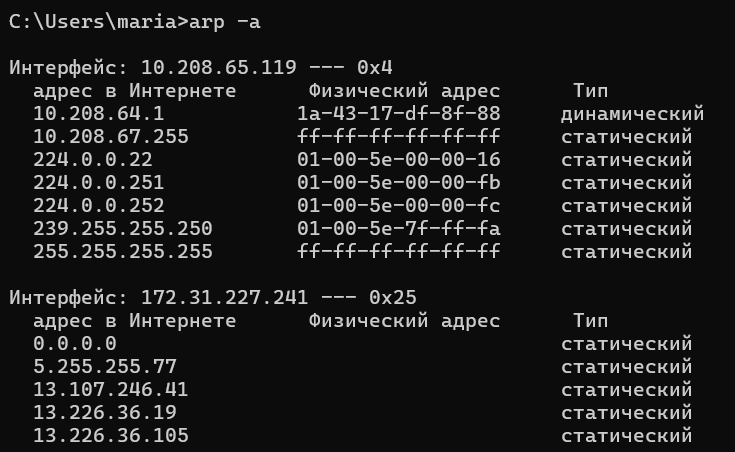 C:\Users\maria>arp -a
Интерфейс: 10.208.65.119 --- 0x4
адрес в Интернете Физический адрес Тип
10.208.64.1 1a-43-17-df-8f-88 динамический
10.208.67.255 ff-ff-ff-ff-ff-ff статический
224.0.0.22 01-00-5e-00-00-16 статический
224.0.0.251 01-00-5e-00-00-fb статический
224.0.0.252 01-00-5e-00-00-fc статический
239.255.255.250 01-00-5e-7f-ff-fa статический
255.255.255.255 ff-ff-ff-ff-ff-ff статический
Интерфейс: 172.31.227.241 --- 0x25
адрес в Интернете Физический адрес Тип
0.0.0.0 статический
5.255.255.77 статический
13.107.246.41 статический
13.226.36.19 статический
13.226.36.105 статический